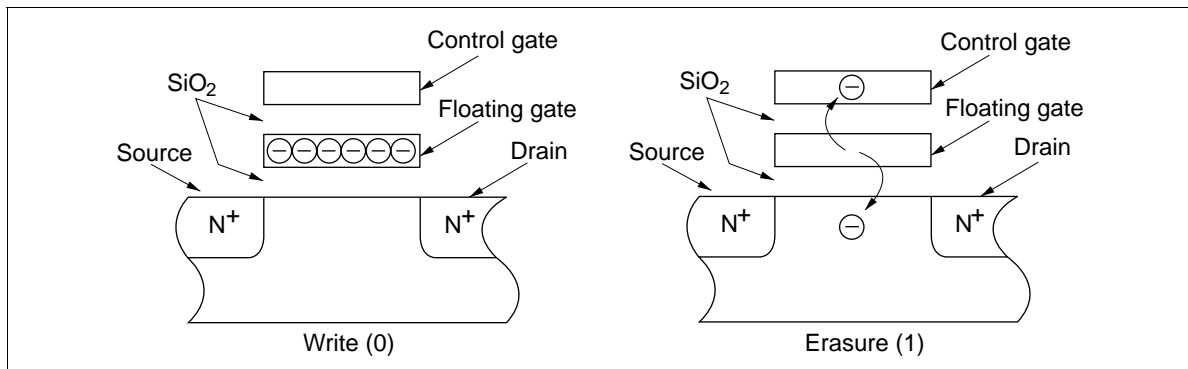 Control gate
SiO2
Floating gate
Source
Drain
N+
N+
Write (0)
Control gate
SiO2
Floating gate
Source
Drain
N+
N+
Erasure (1)